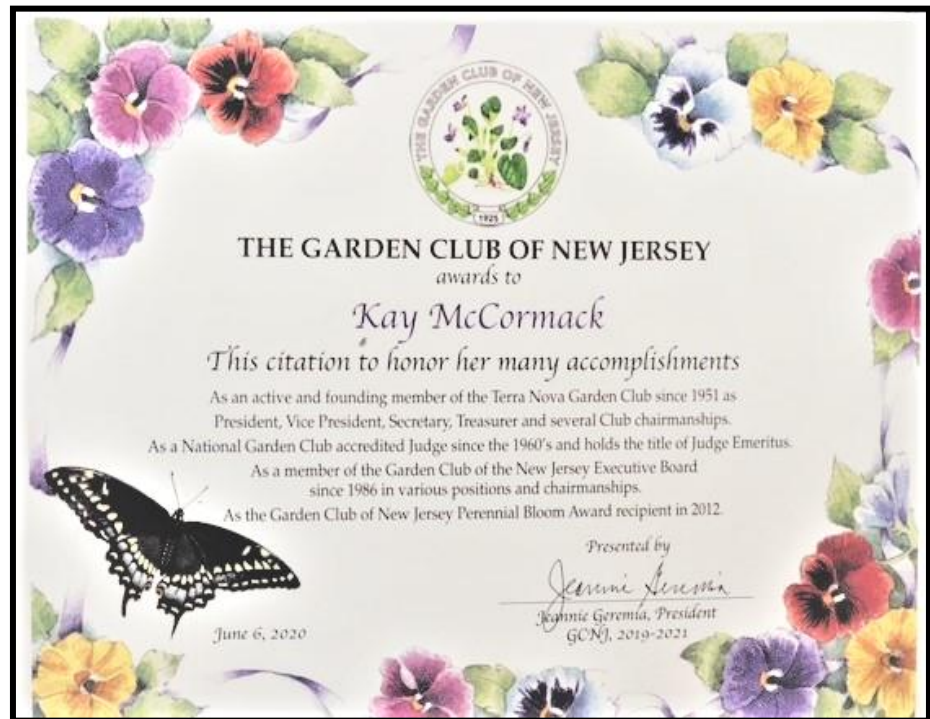 THE GARDEN CLUB OF NEW JERSEY
1925
THE GARDEN CLUB OF NEW JERSEY
awards to
Kay McCormack
This citation to honor her many accomplishments
As an active and founding member of the Terra Nova Garden Club since 1951 as
President, Vice President, Secretary, Treasurer and several Club chairmanships.
As a National Garden Club accredited Judge since the 1960's and holds the title of Judge Emeritus.
As a member of the Garden Club of the New Jersey Executive Board
since 1986 in various positions and chairmanships.
As the Garden Club of New Jersey Perennial Bloom Award recipient in 2012.
Presented by
Jeannie Geremia
Jeannie Geremia, President
GCNJ, 2019-2021
June 6, 2020